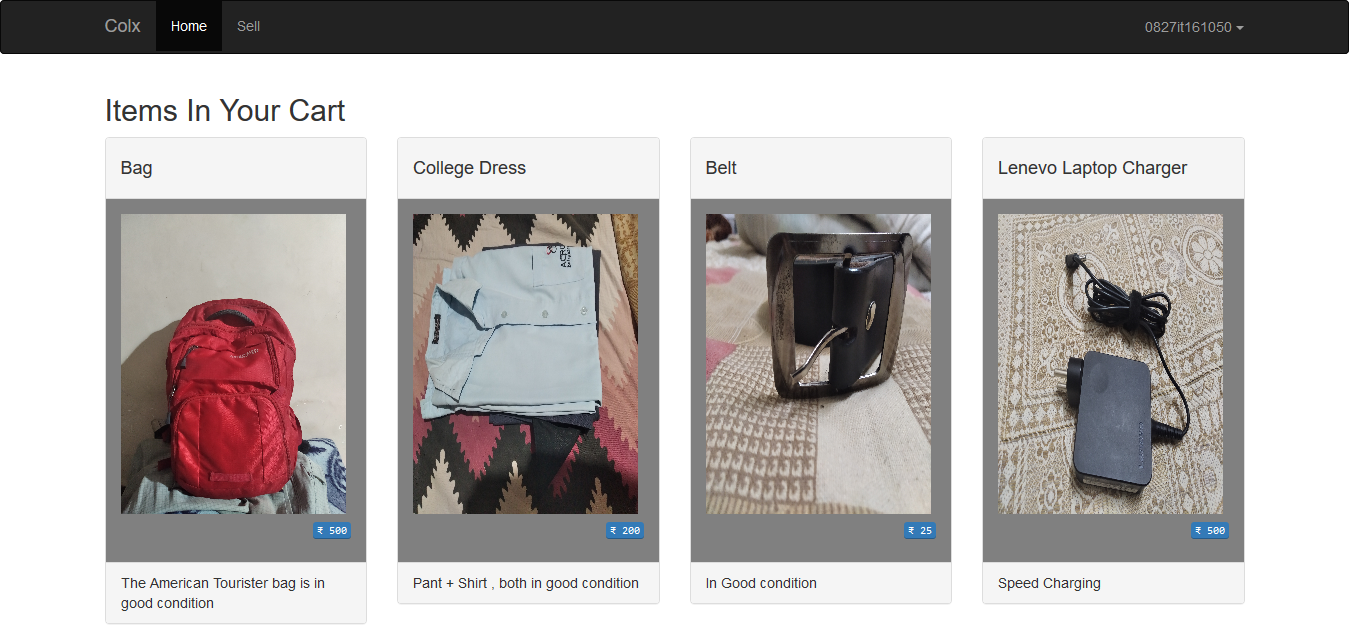 Colx
Home
Sell
0827it161050
Items In Your Cart
Bag
College Dress
Belt
Lenevo Laptop Charger
₹ 500
₹ 200
₹ 25
₹ 500
The American Tourister bag is in
good condition
Pant + Shirt , both in good condition
In Good condition
Speed Charging